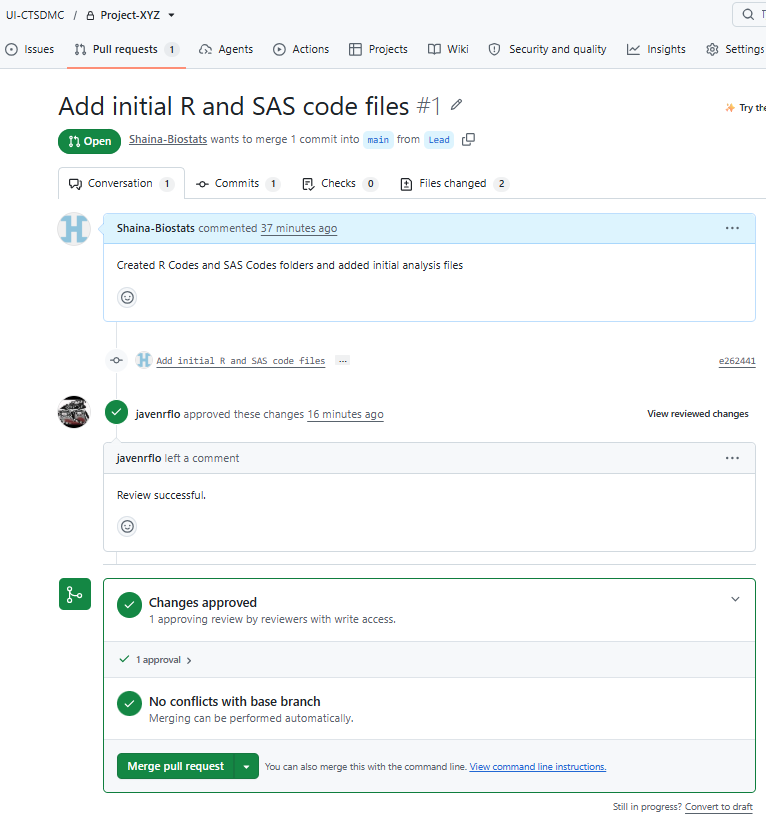 UI-CTSDMC / Project-XYZ
Issues Pull requests 1 Agents Actions Projects Wiki Security and quality Insights Settings
Add initial R and SAS code files #1
Try the
Open Shaina-Biostats wants to merge 1 commit into main from Lead
Conversation 1 Commits 1 Checks 0 Files changed 2
Shaina-Biostats commented 37 minutes ago
Created R Codes and SAS Codes folders and added initial analysis files
Add initial R and SAS code files ... e262441
javenrflo approved these changes 16 minutes ago View reviewed changes
javenrflo left a comment
Review successful.
Changes approved
1 approving review by reviewers with write access.
1 approval
No conflicts with base branch
Merging can be performed automatically.
Merge pull request You can also merge this with the command line. View command line instructions.
Still in progress? Convert to draft